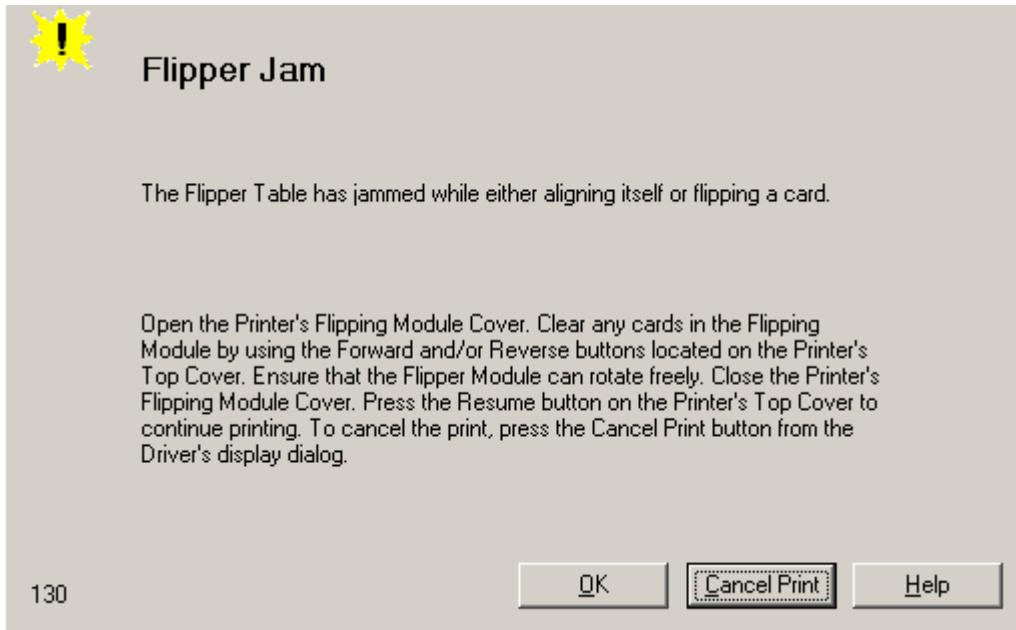 !
Flipper Jam
The Flipper Table has jammed while either aligning itself or flipping a card.
Open the Printer's Flipping Module Cover. Clear any cards in the Flipping
Module by using the Forward and/or Reverse buttons located on the Printer's
Top Cover. Ensure that the Flipper Module can rotate freely. Close the Printer's
Flipping Module Cover. Press the Resume button on the Printer's Top Cover to
continue printing. To cancel the print, press the Cancel Print button from the
Driver's display dialog.
130 OK Cancel Print Help